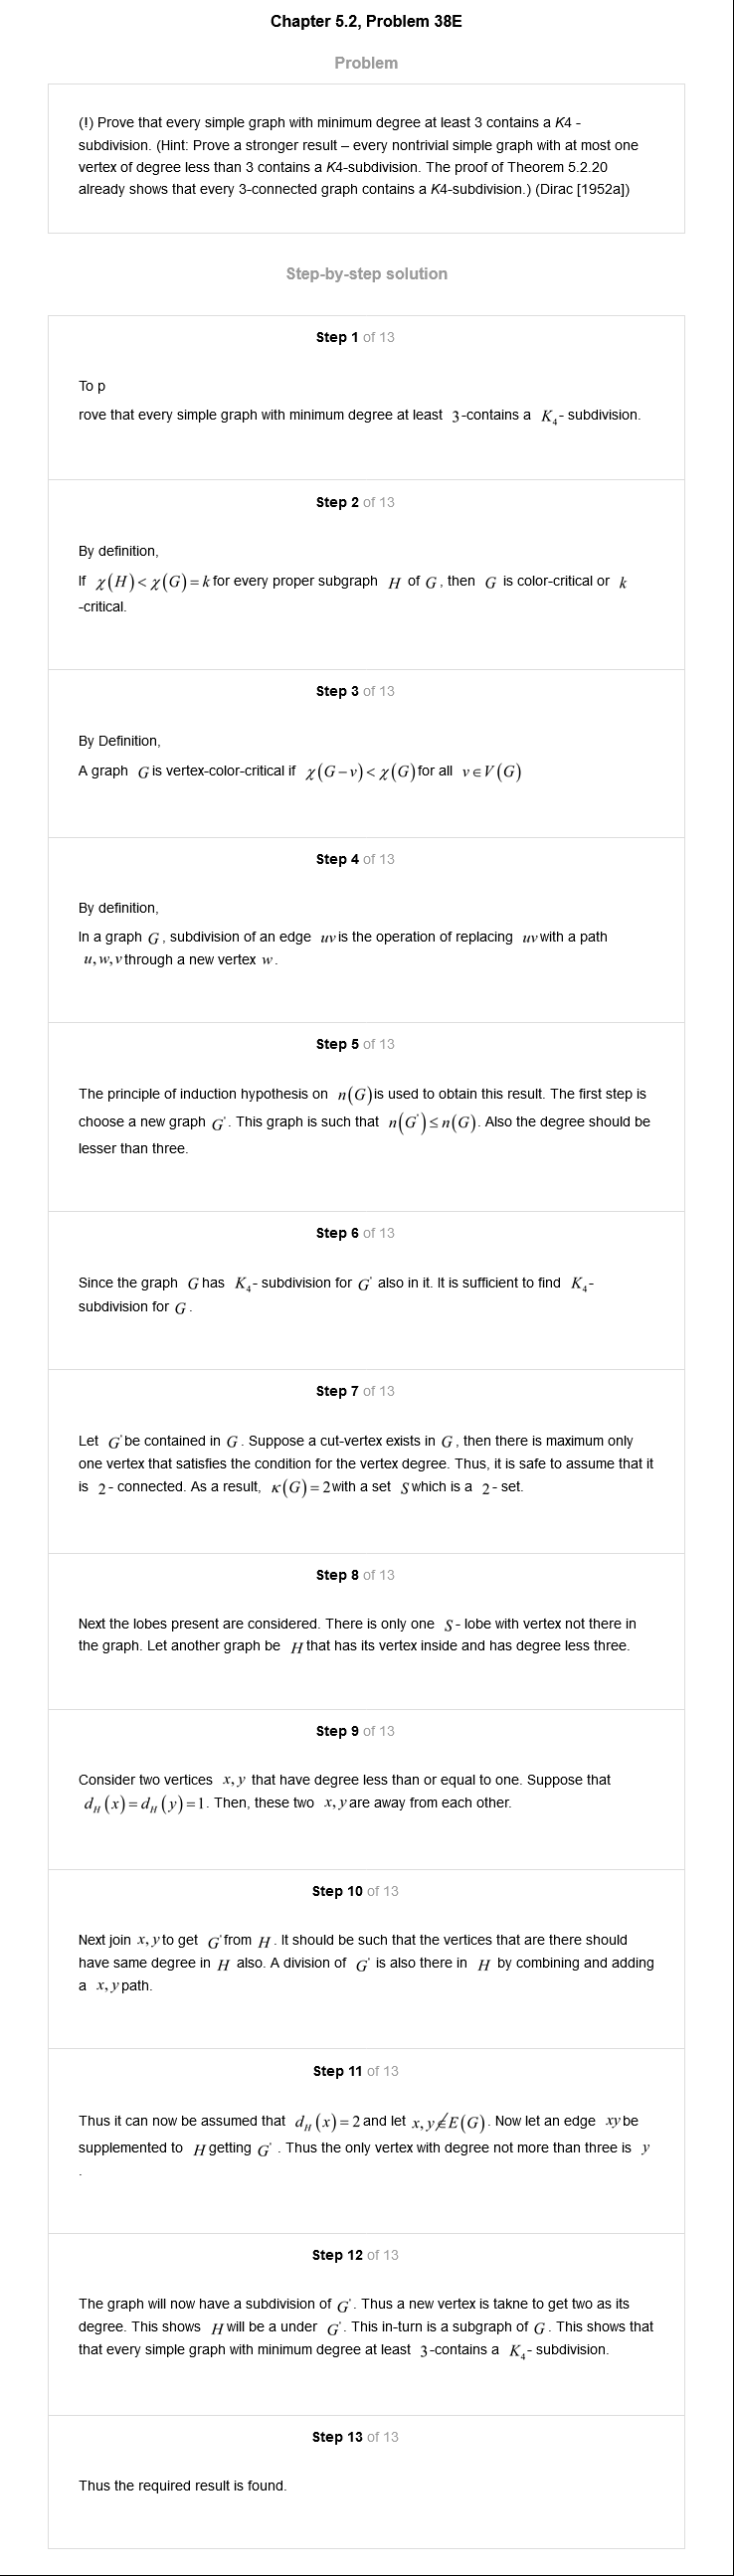 Chapter 5.2, Problem 38E
Problem
(!) Prove that every simple graph with minimum degree at least 3 contains a K4 -
subdivision. (Hint: Prove a stronger result – every nontrivial simple graph with at most one
vertex of degree less than 3 contains a K4-subdivision. The proof of Theorem 5.2.20
already shows that every 3-connected graph contains a K4-subdivision.) (Dirac [1952a])
Step-by-step solution
Step 1 of 13
To p
rove that every simple graph with minimum degree at least 3-contains a K₄- subdivision.
Step 2 of 13
By definition,
If χ(H)<χ(G)=k for every proper subgraph H of G, then G is color-critical or k
-critical.
Step 3 of 13
By Definition,
A graph G is vertex-color-critical if χ(G−v)<χ(G) for all v∈V(G)
Step 4 of 13
By definition,
In a graph G, subdivision of an edge uv is the operation of replacing uv with a path
u,w,v through a new vertex w.
Step 5 of 13
The principle of induction hypothesis on n(G) is used to obtain this result. The first step is
choose a new graph G'. This graph is such that n(G')≤n(G). Also the degree should be
lesser than three.
Step 6 of 13
Since the graph G has K₄- subdivision for G' also in it. It is sufficient to find K₄-
subdivision for G.
Step 7 of 13
Let G' be contained in G. Suppose a cut-vertex exists in G, then there is maximum only
one vertex that satisfies the condition for the vertex degree. Thus, it is safe to assume that it
is 2- connected. As a result, κ(G)=2 with a set S which is a 2- set.
Step 8 of 13
Next the lobes present are considered. There is only one S- lobe with vertex not there in
the graph. Let another graph be H that has its vertex inside and has degree less three.
Step 9 of 13
Consider two vertices x,y that have degree less than or equal to one. Suppose that
d_H(x)=d_H(y)=1. Then, these two x,y are away from each other.
Step 10 of 13
Next join x,y to get G' from H. It should be such that the vertices that are there should
have same degree in H also. A division of G' is also there in H by combining and adding
a x,y path.
Step 11 of 13
Thus it can now be assumed that d_H(x)=2 and let x,y∉E(G). Now let an edge xy be
supplemented to H getting G' . Thus the only vertex with degree not more than three is y
.
Step 12 of 13
The graph will now have a subdivision of G'. Thus a new vertex is takne to get two as its
degree. This shows H will be a under G'. This in-turn is a subgraph of G. This shows that
that every simple graph with minimum degree at least 3-contains a K₄- subdivision.
Step 13 of 13
Thus the required result is found.